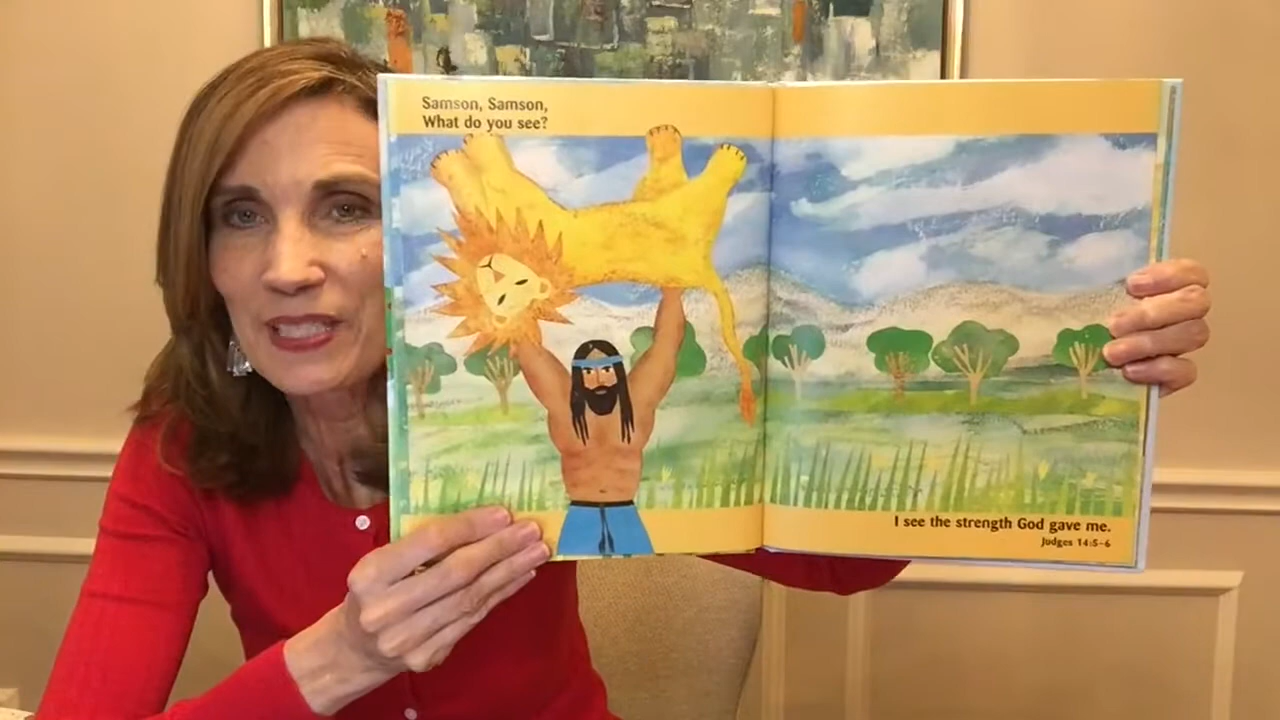 Samson, Samson,
What do you see?
I see the strength God gave me.
Judges 14:5-6